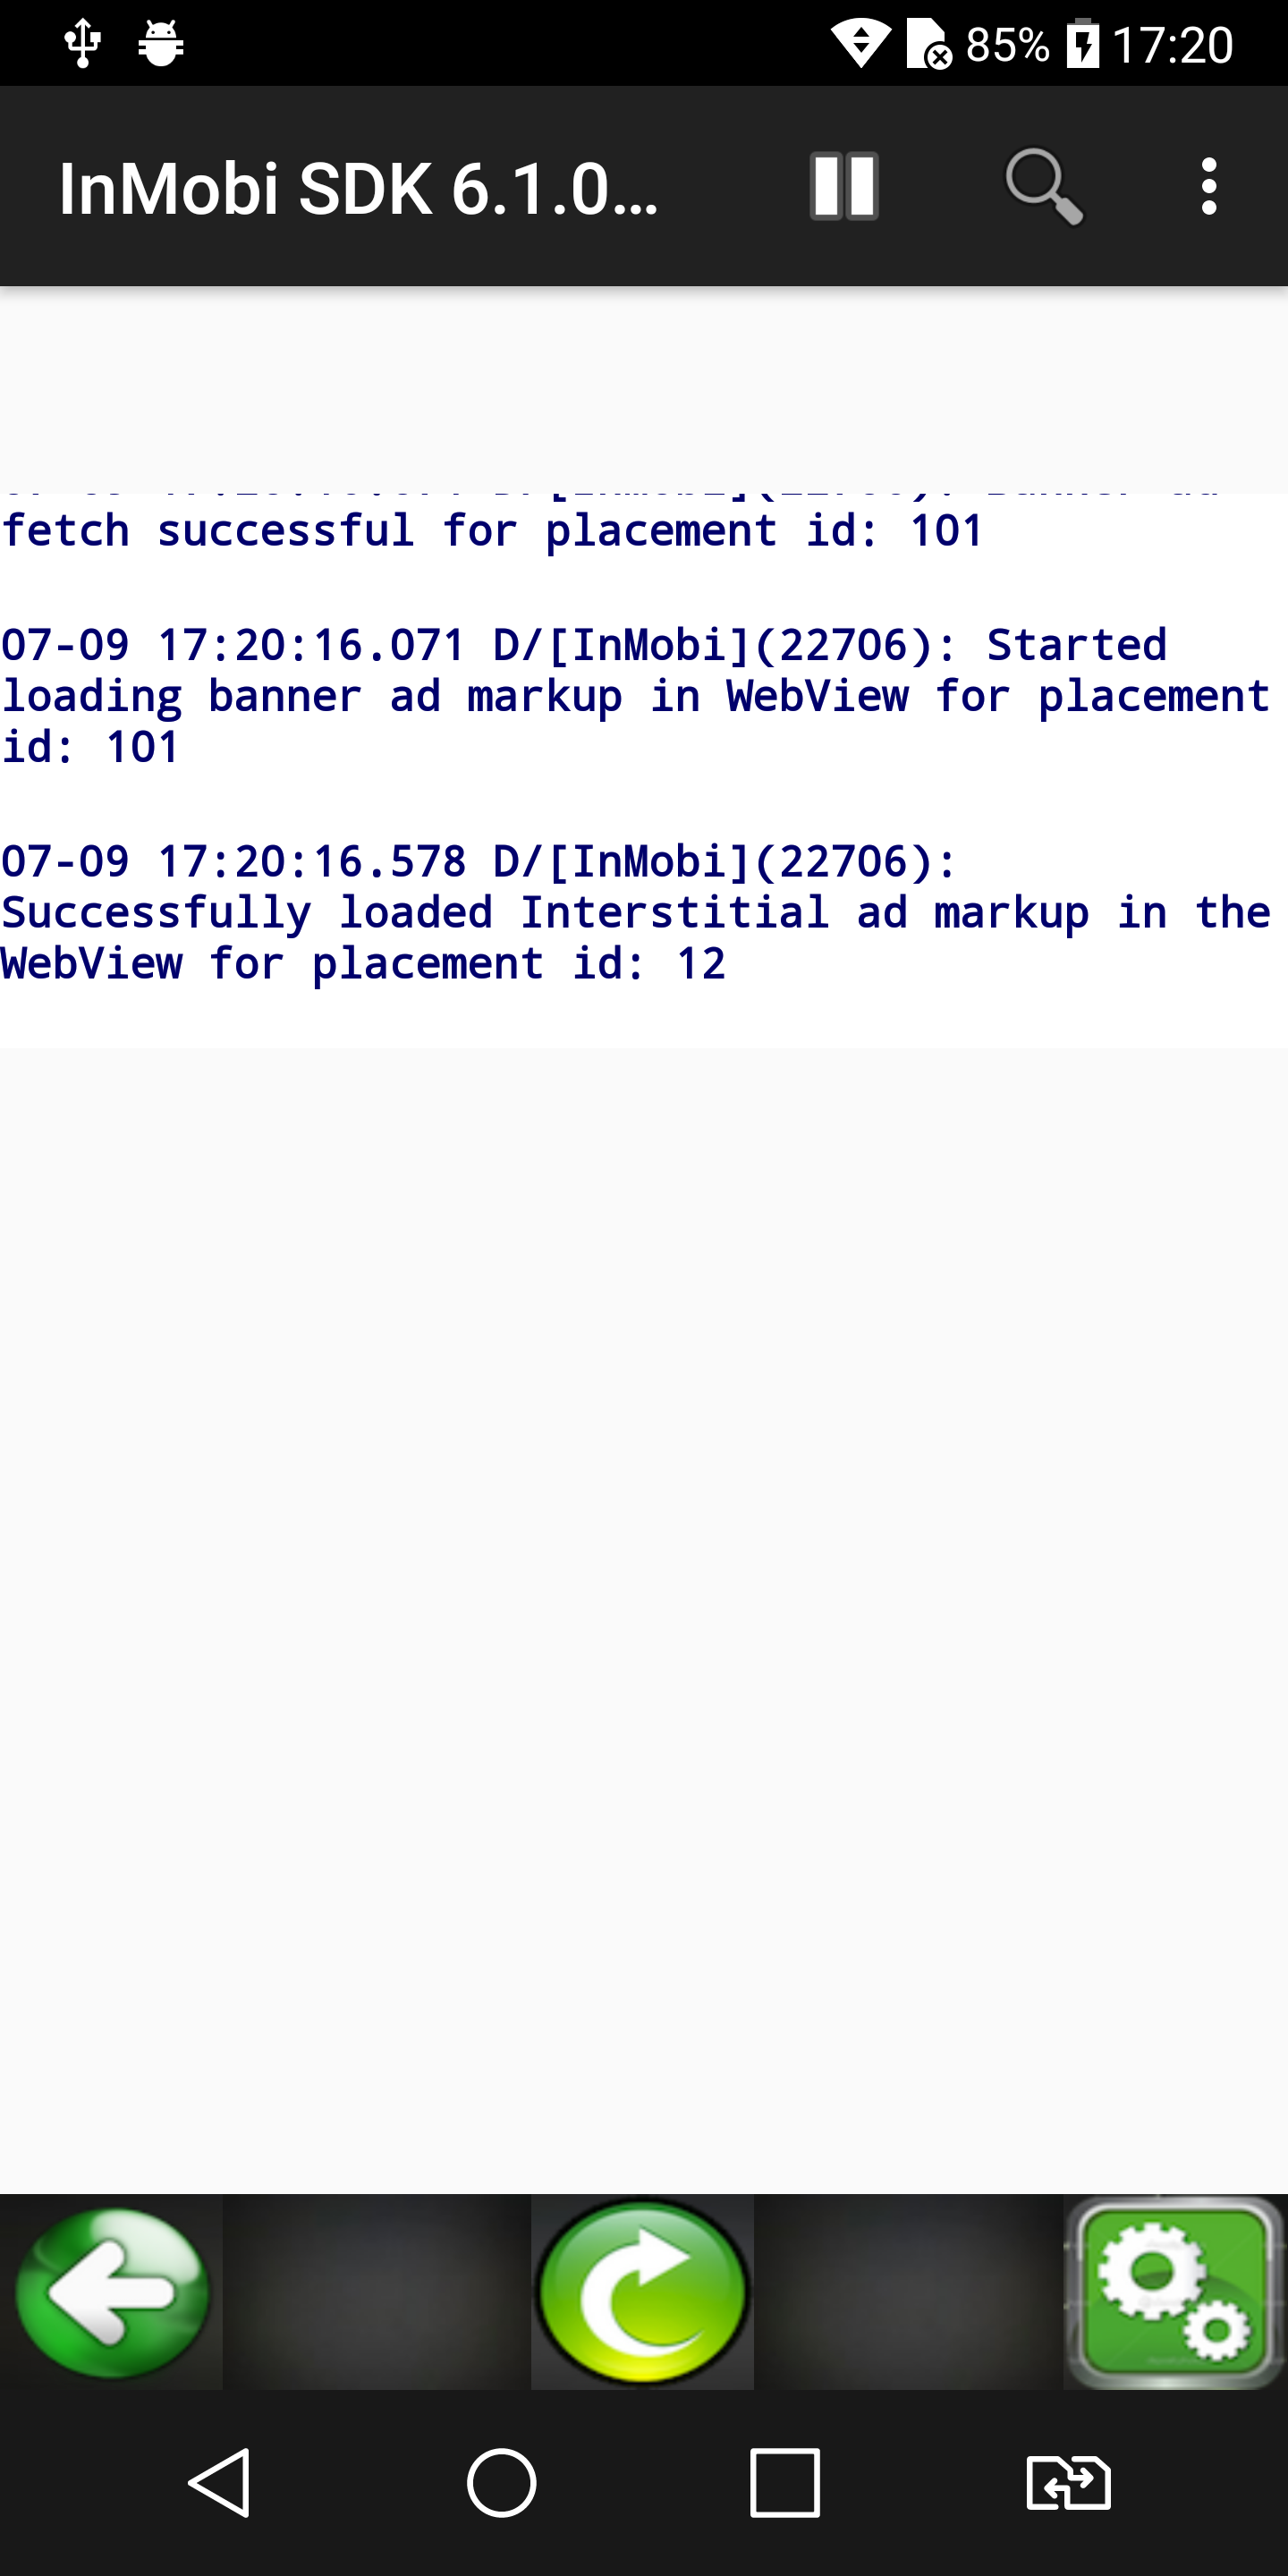 85% 17:20
InMobi SDK 6.1.0...
fetch successful for placement id: 101
07-09 17:20:16.071 D/[InMobi](22706): Started
loading banner ad markup in WebView for placement
id: 101
07-09 17:20:16.578 D/[InMobi](22706):
Successfully loaded Interstitial ad markup in the
WebView for placement id: 12